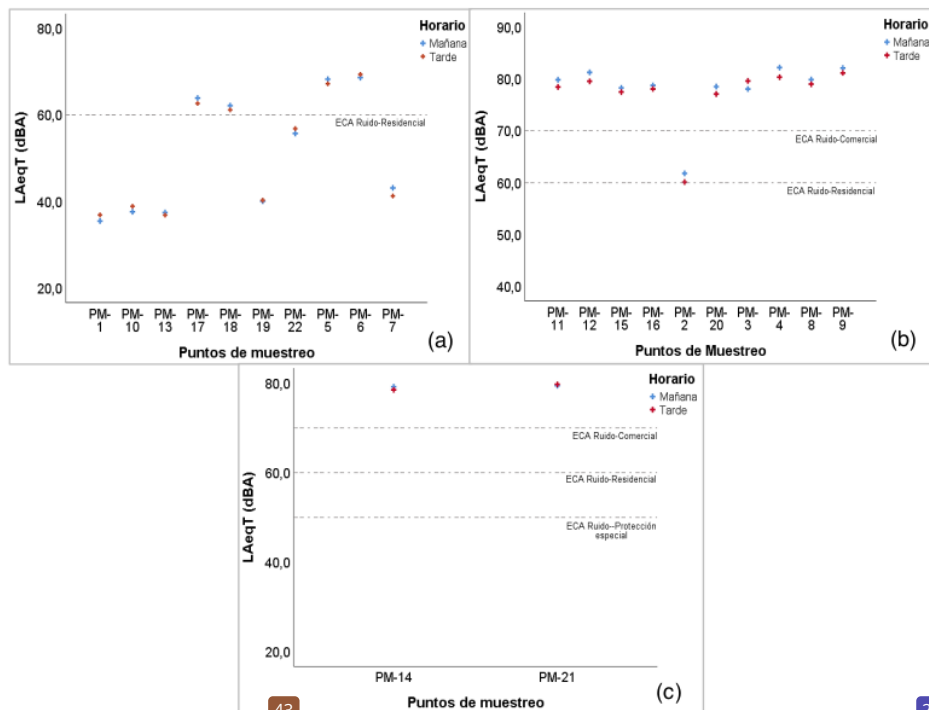 80,0
60,0
40,0
20,0
LAeqT (dBA)
Horario
Mañana
Tarde
ECA Ruido-Residencial
PM-1
PM-10
PM-13
PM-17
PM-18
PM-19
PM-22
PM-5
PM-6
PM-7
Puntos de muestreo
(a)
90,0
80,0
70,0
60,0
50,0
40,0
LAeqT (dBA)
Horario
Mañana
Tarde
ECA Ruido-Comercial
ECA Ruido-Residencial
PM-11
PM-12
PM-15
PM-16
PM-2
PM-20
PM-3
PM-4
PM-8
PM-9
Puntos de Muestreo
(b)
80,0
60,0
40,0
20,0
LAeqT (dBA)
Horario
Mañana
Tarde
ECA Ruido-Comercial
ECA Ruido-Residencial
ECA Ruido--Protección
especial
PM-14
PM-21
Puntos de muestreo
(c)